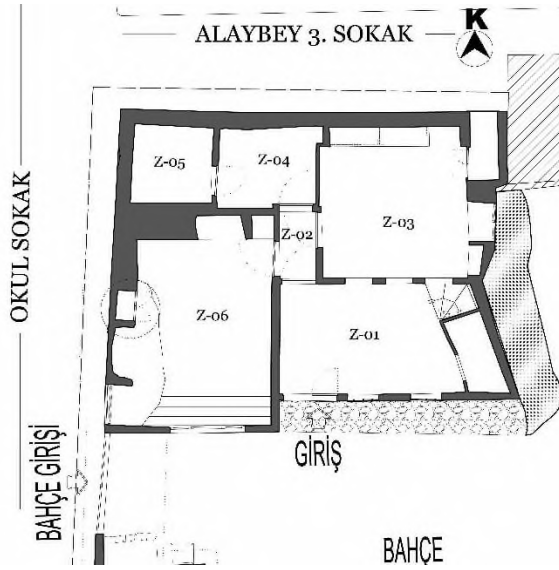 K
ALAYBEY 3. SOKAK
OKUL SOKAK
Z-05
Z-04
Z-02
Z-03
Z-06
Z-01
GİRİŞ
BAHÇE GİRİŞİ
BAHÇE